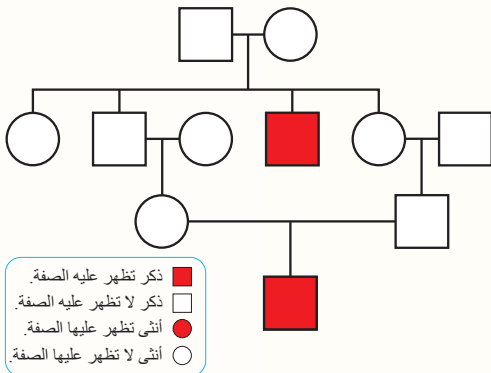 ذكر تظهر عليه الصفة.
ذكر لا تظهر عليه الصفة.
أنثى تظهر عليها الصفة.
أنثى لا تظهر عليها الصفة.